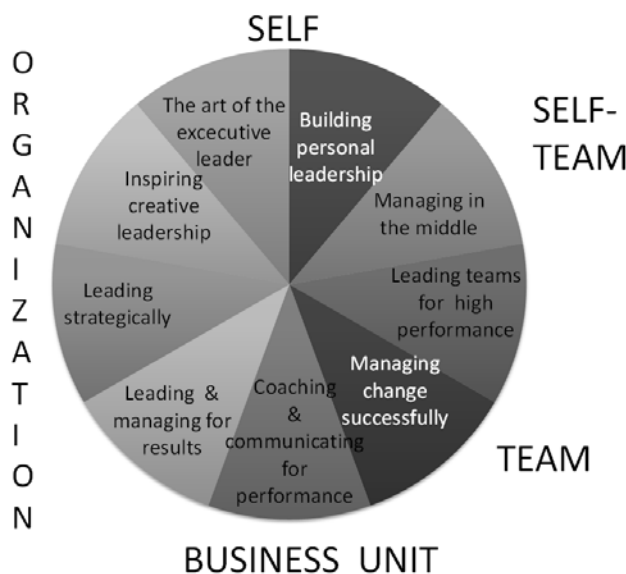 SELF
SELF-
TEAM
TEAM
BUSINESS UNIT
ORGANIZATION
Building
personal
leadership
Managing in
the middle
Leading teams
for high
performance
Managing
change
successfully
Coaching
&
communicating
for
performance
Leading &
managing for
results
Leading
strategically
Inspiring
creative
leadership
The art of the
excecutive
leader